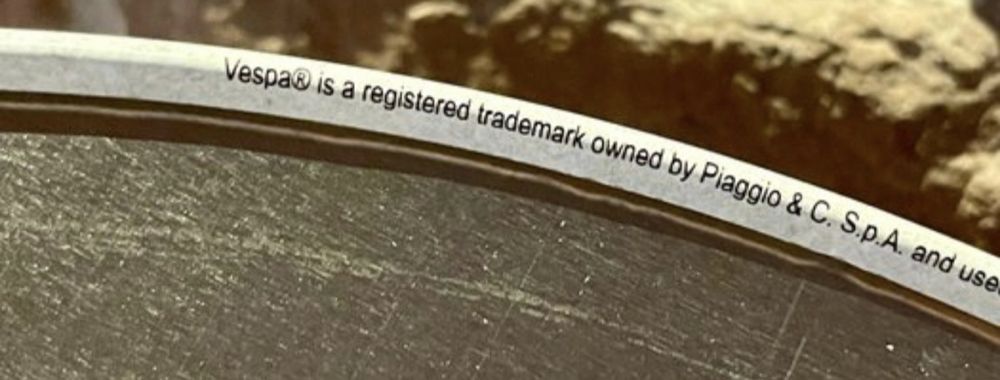 Vespa® is a registered trademark owned by Piaggio & C. S.p.A. and